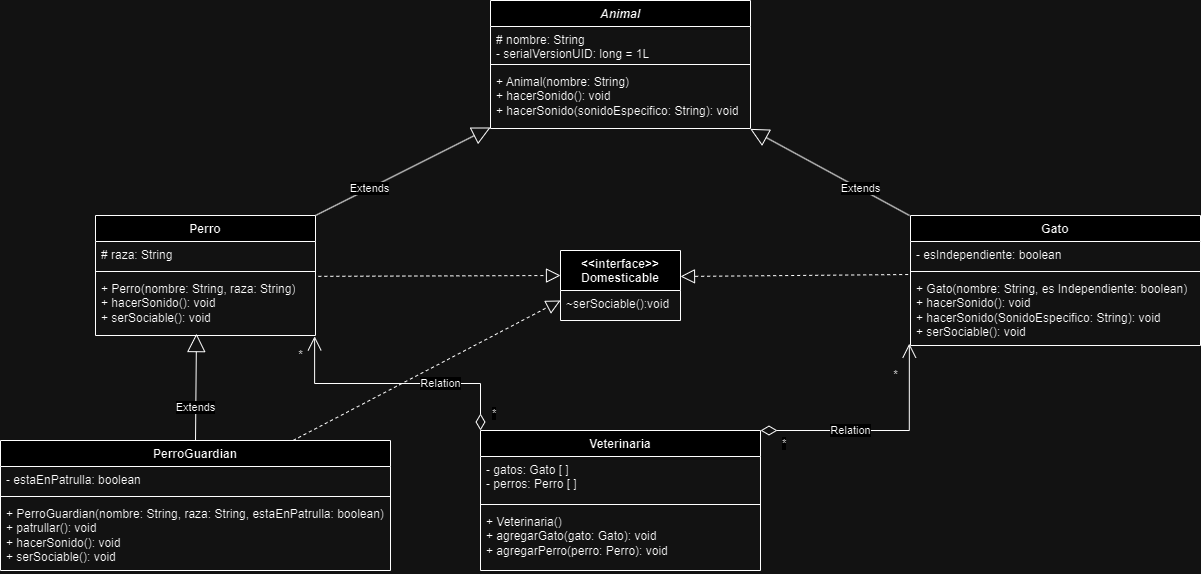 Animal
# nombre: String
- serialVersionUID: long = 1L
+ Animal(nombre: String)
+ hacerSonido(): void
+ hacerSonido(sonidoEspecifico: String): void
Extends
Extends
Perro
# raza: String
+ Perro(nombre: String, raza: String)
+ hacerSonido(): void
+ serSociable(): void
<<interface>>
Domesticable
~serSociable():void
Gato
- esIndependiente: boolean
+ Gato(nombre: String, es Independiente: boolean)
+ hacerSonido(): void
+ hacerSonido(SonidoEspecifico: String): void
+ serSociable(): void
*
*
Relation
Extends
*
Relation
*
PerroGuardian
- estaEnPatrulla: boolean
+ PerroGuardian(nombre: String, raza: String, estaEnPatrulla: boolean)
+ patrullar(): void
+ hacerSonido(): void
+ serSociable(): void
Veterinaria
- gatos: Gato [ ]
- perros: Perro [ ]
+ Veterinaria()
+ agregarGato(gato: Gato): void
+ agregarPerro(perro: Perro): void